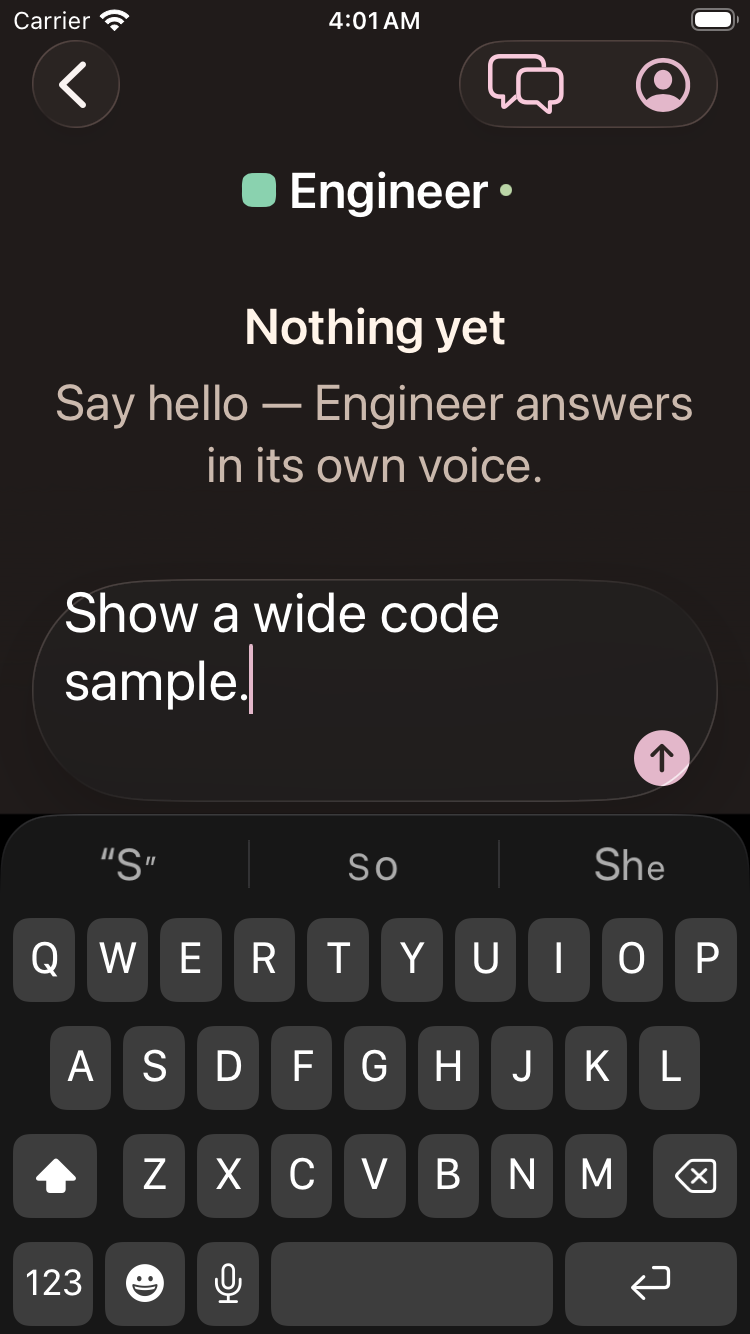 Carrier 4:01 AM
Engineer
Nothing yet
Say hello — Engineer answers
in its own voice.
Show a wide code
sample.
“S” So She
Q W E R T Y U I O P
A S D F G H J K L
Z X C V B N M
123